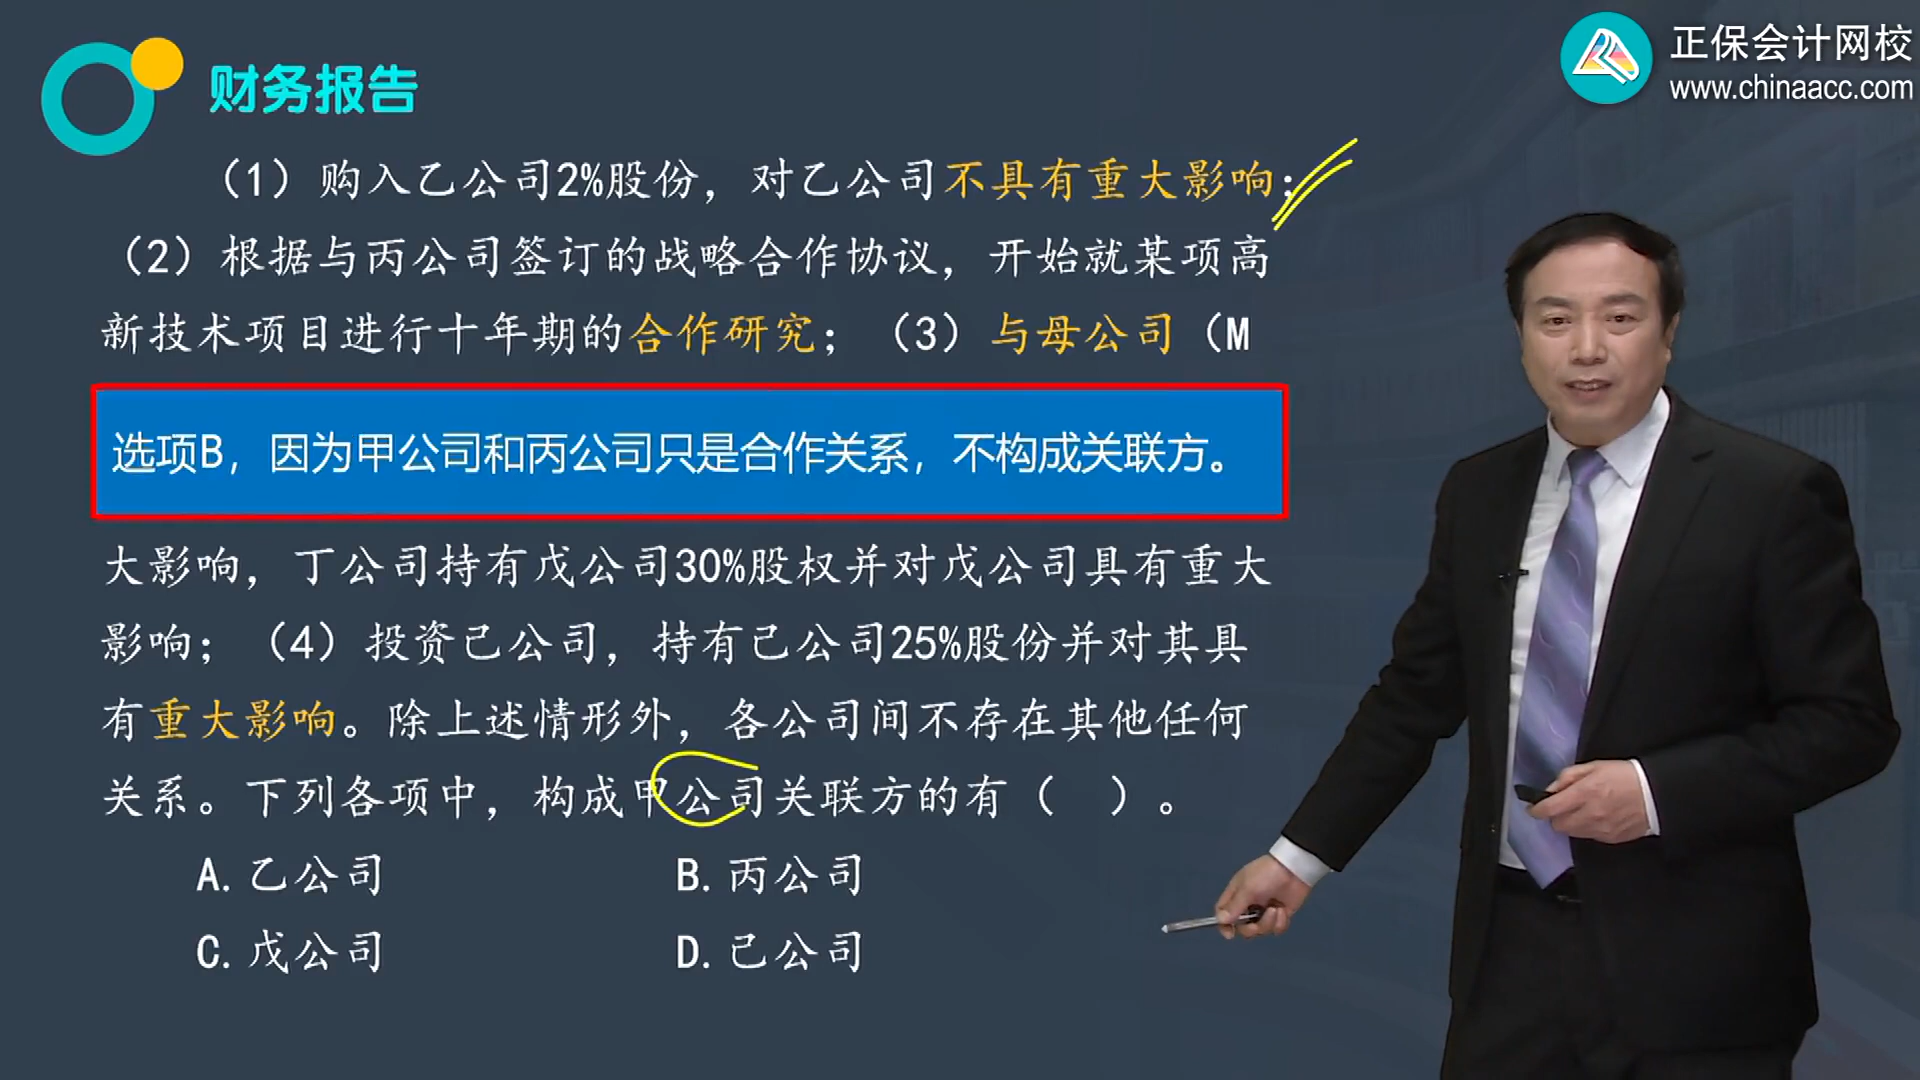 财务报告
正保会计网校
www.chinaacc.com
（1）购入乙公司2%股份，对乙公司不具有重大影响；
（2）根据与丙公司签订的战略合作协议，开始就某项高
新技术项目进行十年期的合作研究；（3）与母公司（M
选项B，因为甲公司和丙公司只是合作关系，不构成关联方。
大影响，丁公司持有戊公司30%股权并对戊公司具有重大
影响；（4）投资己公司，持有己公司25%股份并对其具
有重大影响。除上述情形外，各公司间不存在其他任何
关系。下列各项中，构成甲公司关联方的有（ ）。
A.乙公司
B.丙公司
C.戊公司
D.己公司